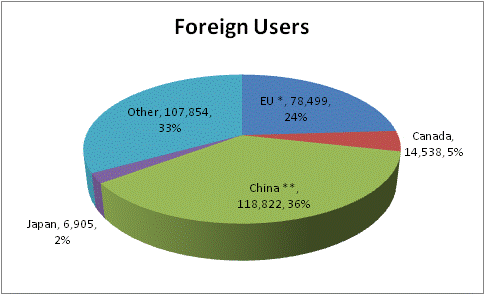 Foreign Users
EU *, 78,499,
24%
Canada,
14,538, 5%
China **,
118,822, 36%
Japan, 6,905,
2%
Other, 107,854,
33%